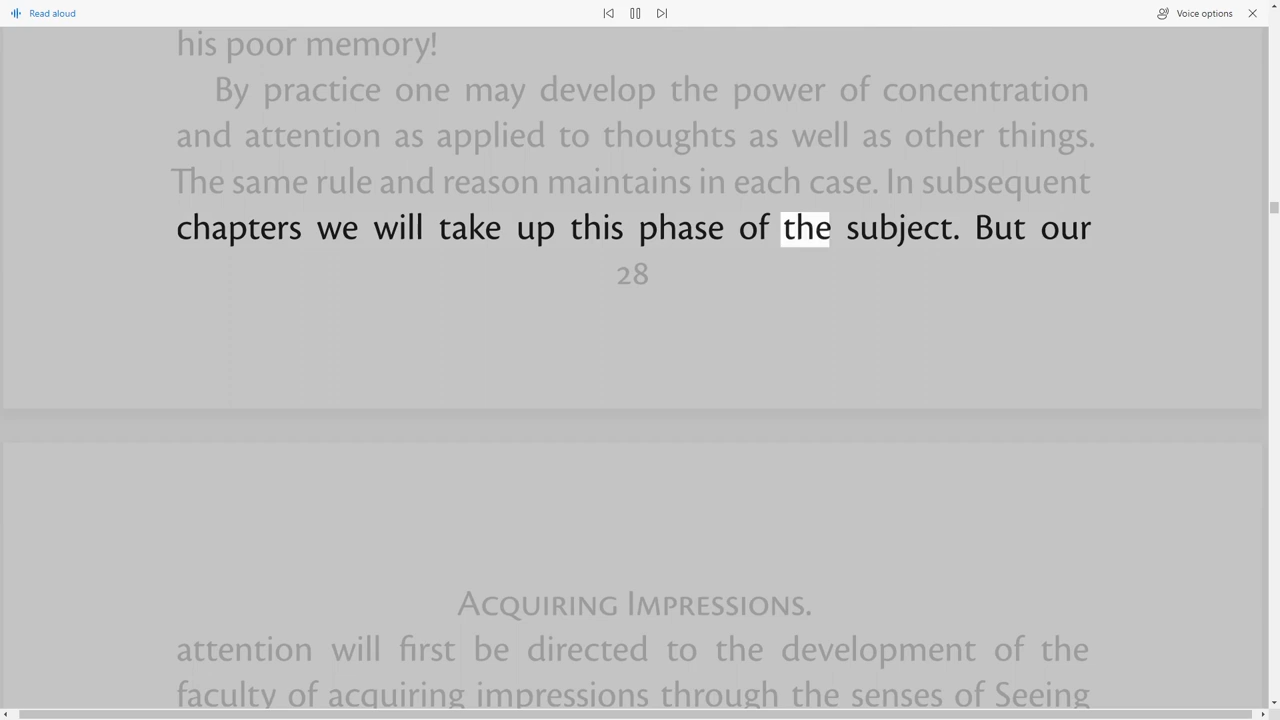 Read aloud
Voice options
his poor memory!
By practice one may develop the power of concentration
and attention as applied to thoughts as well as other things.
The same rule and reason maintains in each case. In subsequent
chapters we will take up this phase of the subject. But our
28
Acquiring Impressions.
attention will first be directed to the development of the
faculty of acquiring impressions through the senses of Seeing